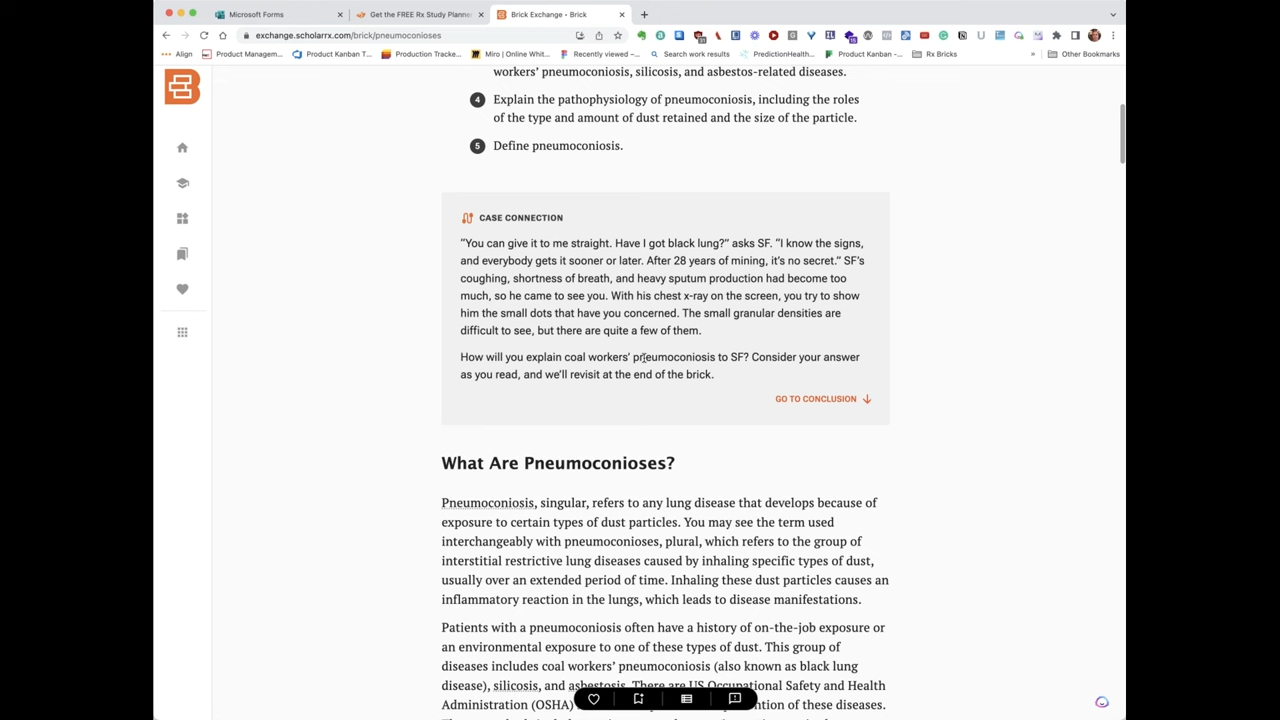 Microsoft Forms
Get the FREE Rx Study Planner
Brick Exchange - Brick
exchange.scholarrx.com/brick/pneumoconioses
Align
Product Managem...
Product Kanban T...
Production Tracke...
Miro | Online Whit...
Recently viewed –...
Search work results
PredictionHealth...
Product Kanban -...
Rx Bricks
»
Other Bookmarks
workers’ pneumoconiosis, silicosis, and asbestos-related diseases.
4 Explain the pathophysiology of pneumoconiosis, including the roles
of the type and amount of dust retained and the size of the particle.
5 Define pneumoconiosis.
CASE CONNECTION
“You can give it to me straight. Have I got black lung?” asks SF. “I know the signs,
and everybody gets it sooner or later. After 28 years of mining, it’s no secret.” SF’s
coughing, shortness of breath, and heavy sputum production had become too
much, so he came to see you. With his chest x-ray on the screen, you try to show
him the small dots that have you concerned. The small granular densities are
difficult to see, but there are quite a few of them.
How will you explain coal workers’ pneumoconiosis to SF? Consider your answer
as you read, and we’ll revisit at the end of the brick.
GO TO CONCLUSION
What Are Pneumoconioses?
Pneumoconiosis, singular, refers to any lung disease that develops because of
exposure to certain types of dust particles. You may see the term used
interchangeably with pneumoconioses, plural, which refers to the group of
interstitial restrictive lung diseases caused by inhaling specific types of dust,
usually over an extended period of time. Inhaling these dust particles causes an
inflammatory reaction in the lungs, which leads to disease manifestations.
Patients with a pneumoconiosis often have a history of on-the-job exposure or
an environmental exposure to one of these types of dust. This group of
diseases includes coal workers’ pneumoconiosis (also known as black lung
disease), silicosis, and asbestosis. There are US Occupational Safety and Health
Administration (OSHA) ention of these diseases.